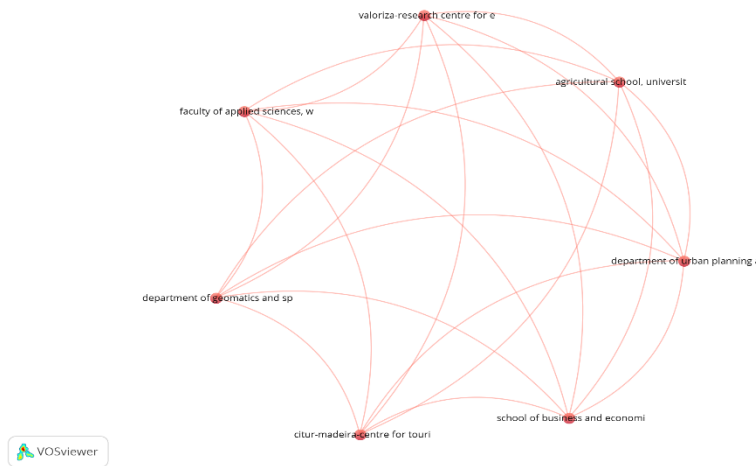 valoriza-research centre for e
agricultural school, universit
faculty of applied sciences, w
department of urban planning a
department of geomatics and sp
school of business and economi
citur-madeira-centre for touri
VOSviewer